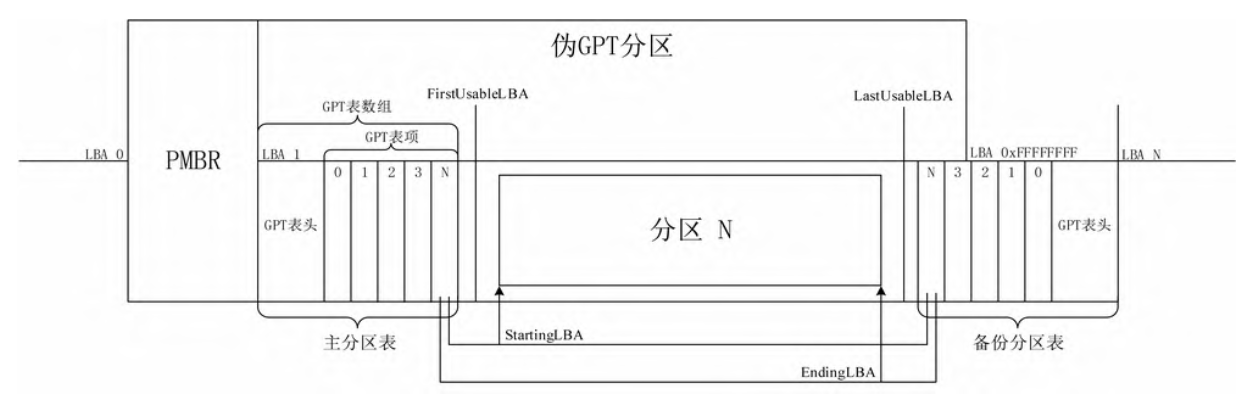 伪GPT分区
FirstUsableLBA
LastUsableLBA
GPT表数组
GPT表项
LBA 0
PMBR
LBA 1
LBA 0xFFFFFFFF
LBA N
0 1 2 3 N
N 3 2 1 0
GPT表头
分区 N
GPT表头
StartingLBA
主分区表
备份分区表
EndingLBA